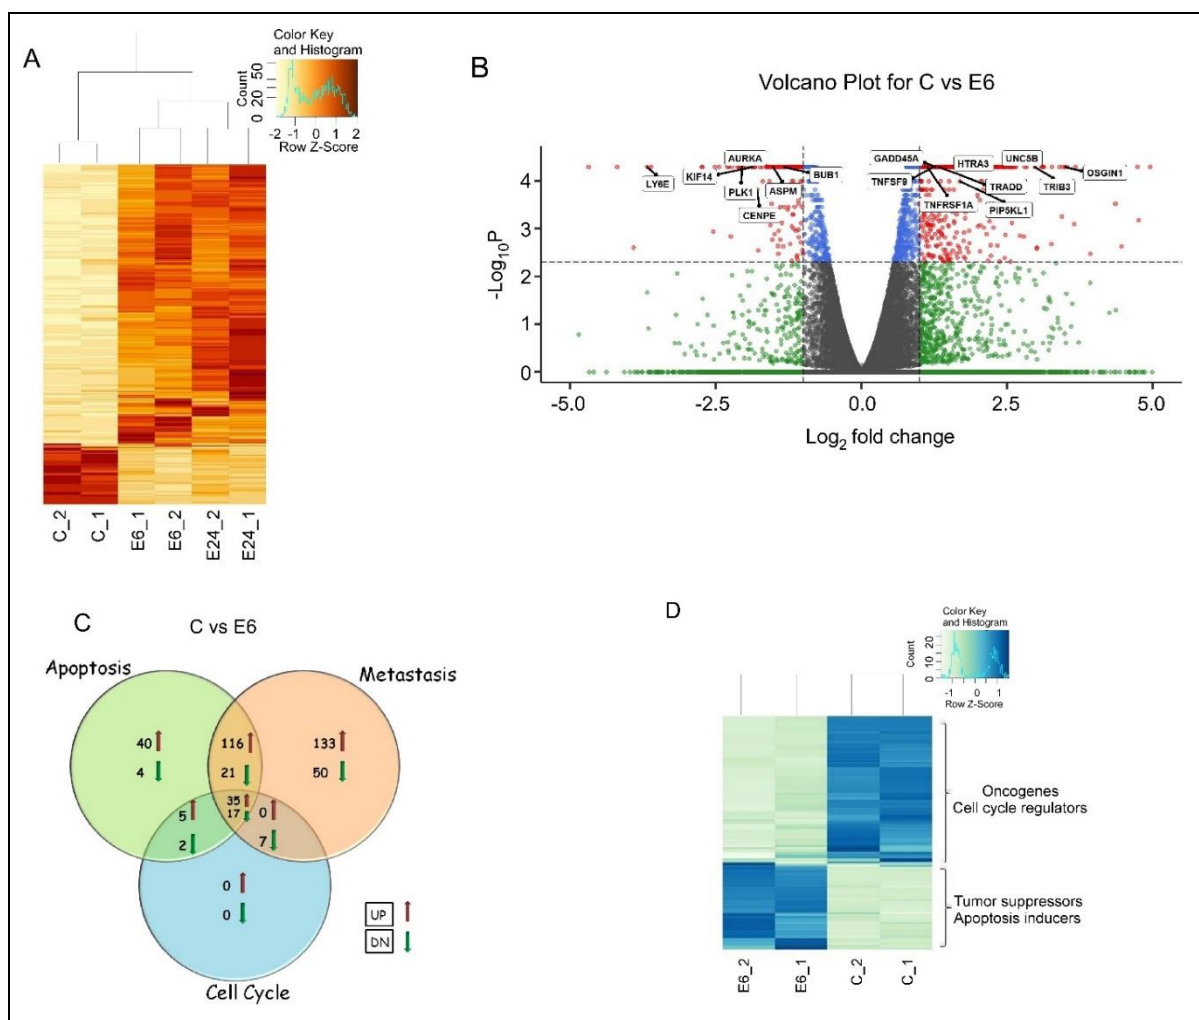 A
Color Key
and Histogram
Count
0 20 30 50
-2 -1 0 1 2
Row Z-Score
C_2
C_1
E6_1
E6_2
E24_2
E24_1
B
Volcano Plot for C vs E6
-Log10P
4
3
2
1
0
LY6E
KIF14
AURKA
PLK1
CENPE
ASPM
BUB1
GADD45A
TNFSF9
HTRA3
TNFRSF1A
TRADD
PIP5KL1
UNC5B
TRIB3
OSGIN1
-5.0 -2.5 0.0 2.5 5.0
Log2 fold change
C
C vs E6
Apoptosis
Metastasis
40
4
116
21
133
50
35
17
5
2
0
7
0
0
Cell Cycle
UP
DN
D
Color Key
and Histogram
Count
0 10 20
-1 0 1
Row Z-Score
Oncogenes
Cell cycle regulators
Tumor suppressors
Apoptosis inducers
E6_2
E6_1
C_2
C_1